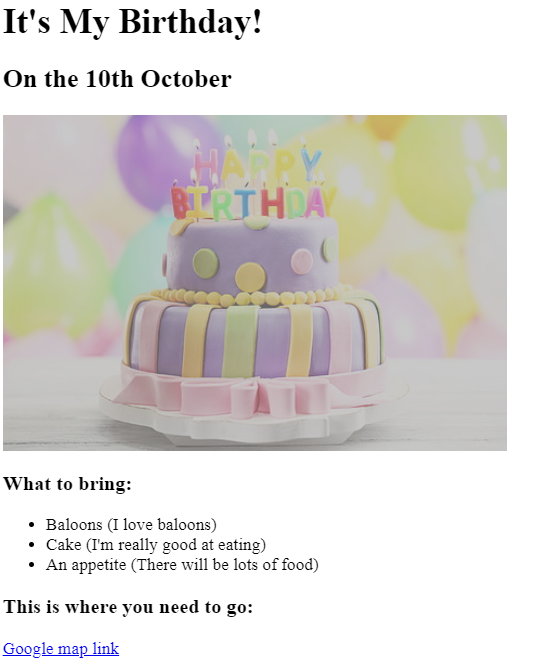 It's My Birthday!
On the 10th October
HAPPY
BIRTHDAY
What to bring:
Baloons (I love baloons)
Cake (I'm really good at eating)
An appetite (There will be lots of food)
This is where you need to go:
Google map link